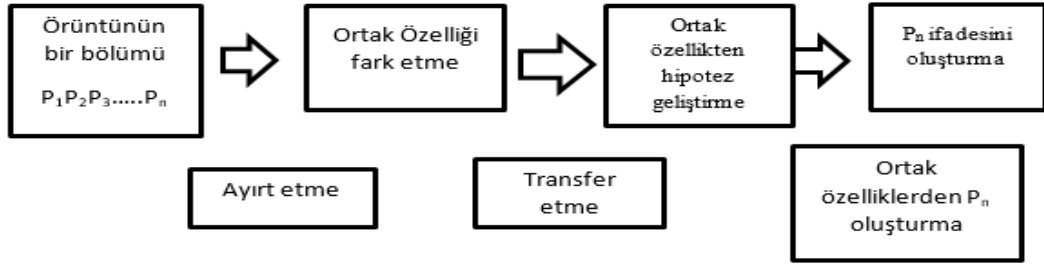 Örüntünün
bir bölümü
P₁P₂P₃.....Pₙ
Ortak Özelliği
fark etme
Ortak
özellikten
hipotez
geliştirme
Pₙ ifadesini
oluşturma
Ayırt etme
Transfer
etme
Ortak
özelliklerden Pₙ
oluşturma